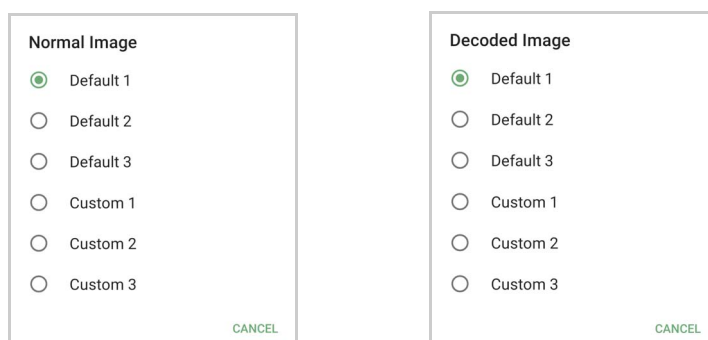 Normal Image
Default 1
Default 2
Default 3
Custom 1
Custom 2
Custom 3
CANCEL
Decoded Image
Default 1
Default 2
Default 3
Custom 1
Custom 2
Custom 3
CANCEL